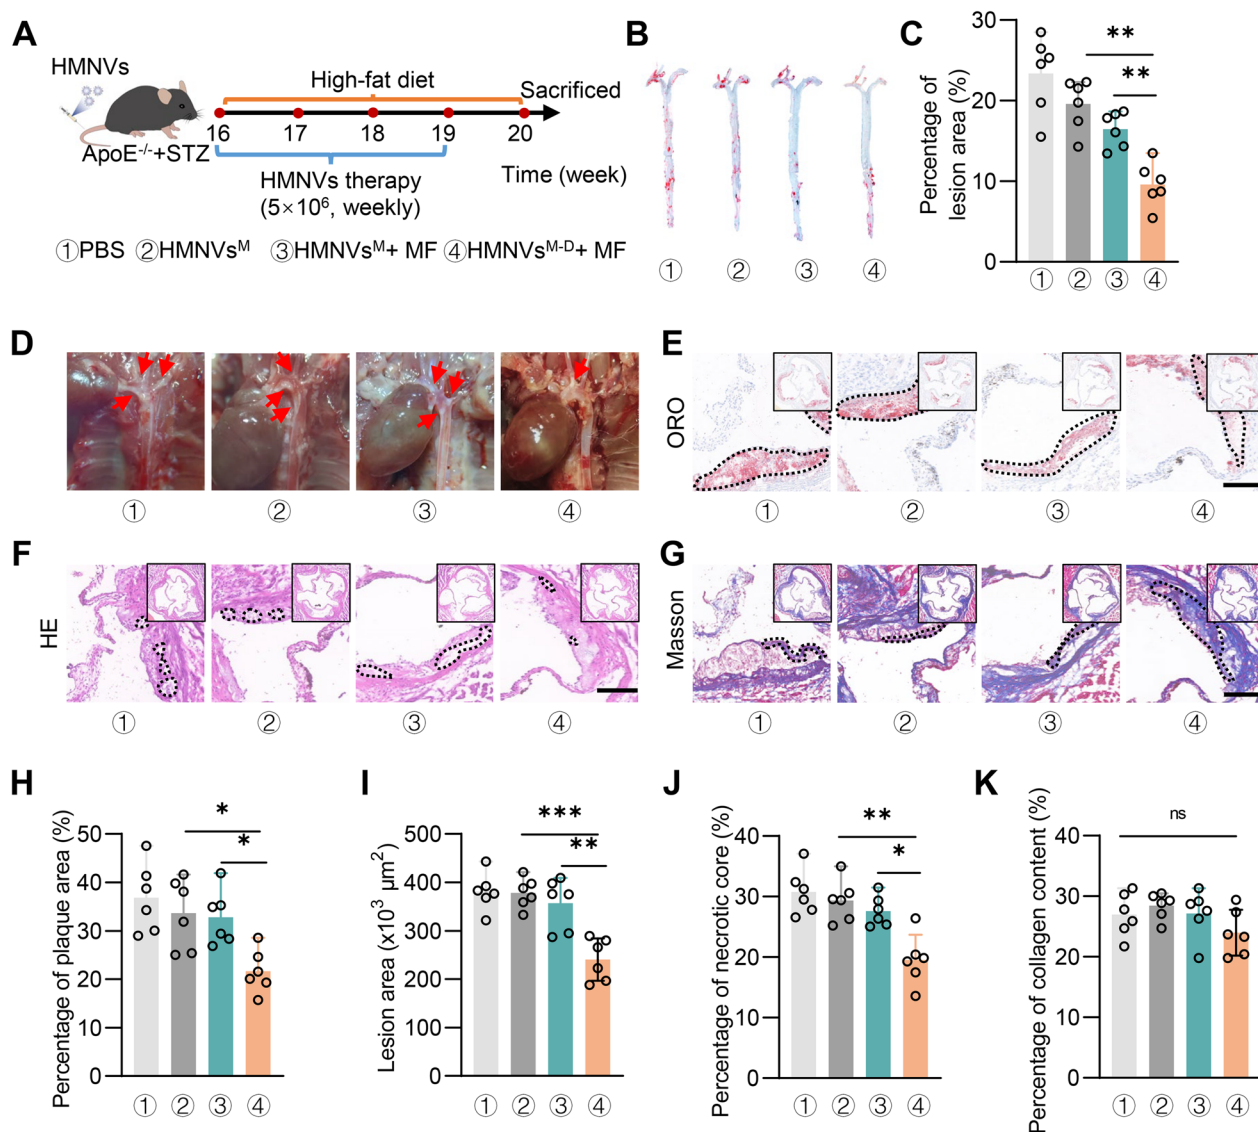 A
HMNVs
ApoE⁻/⁻+STZ
High-fat diet
Sacrificed
16 17 18 19 20
HMNVs therapy
(5×10⁶, weekly)
Time (week)
①PBS ②HMNVsᴹ ③HMNVsᴹ+ MF ④HMNVsᴹ⁻ᴰ+ MF
B
① ② ③ ④
C
Percentage of
lesion area (%)
30
20
10
0
**
**
① ② ③ ④
D
① ② ③ ④
E
ORO
① ② ③ ④
F
HE
① ② ③ ④
G
Masson
① ② ③ ④
H
Percentage of plaque area (%)
50
40
30
20
10
0
*
*
① ② ③ ④
I
Lesion area (x10³ μm²)
500
400
300
200
100
0
***
**
① ② ③ ④
J
Percentage of necrotic core (%)
40
30
20
10
0
**
*
① ② ③ ④
K
Percentage of collagen content (%)
40
30
20
10
0
ns
① ② ③ ④